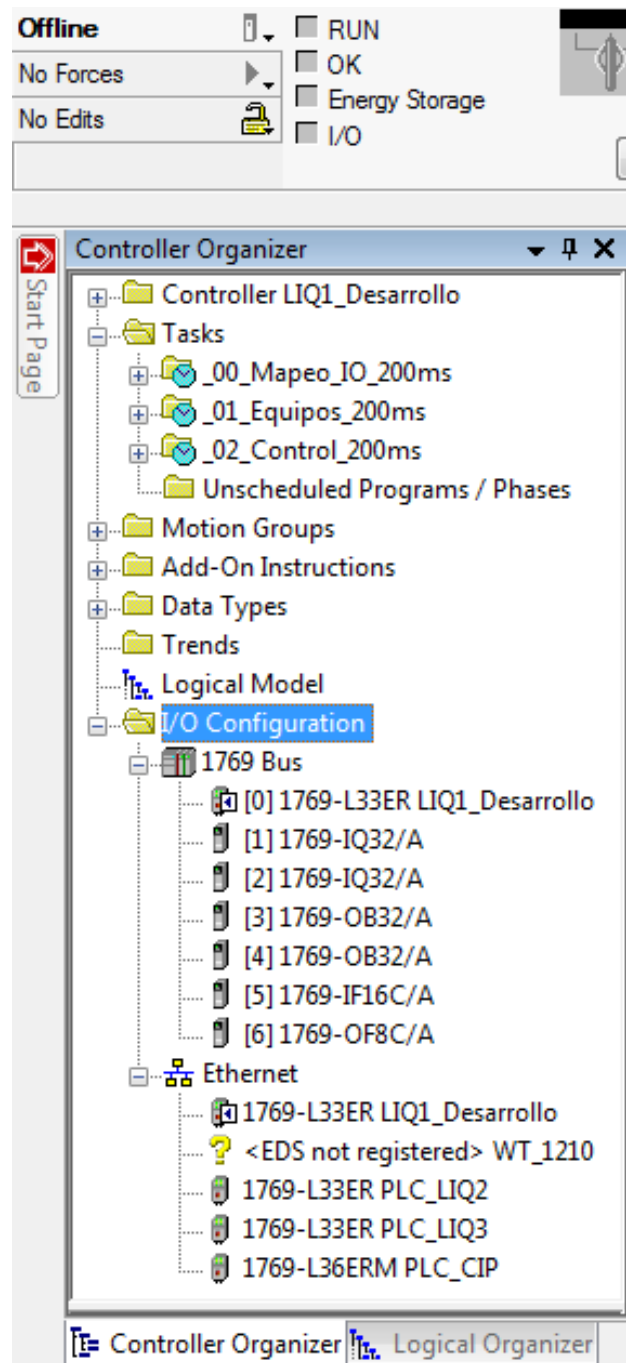 Offline
RUN
No Forces
OK
Energy Storage
No Edits
I/O
Start Page
Controller Organizer
Controller LIQ1_Desarrollo
Tasks
_00_Mapeo_IO_200ms
_01_Equipos_200ms
_02_Control_200ms
Unscheduled Programs / Phases
Motion Groups
Add-On Instructions
Data Types
Trends
Logical Model
I/O Configuration
1769 Bus
[0] 1769-L33ER LIQ1_Desarrollo
[1] 1769-IQ32/A
[2] 1769-IQ32/A
[3] 1769-OB32/A
[4] 1769-OB32/A
[5] 1769-IF16C/A
[6] 1769-OF8C/A
Ethernet
1769-L33ER LIQ1_Desarrollo
<EDS not registered> WT_1210
1769-L33ER PLC_LIQ2
1769-L33ER PLC_LIQ3
1769-L36ERM PLC_CIP
Controller Organizer
Logical Organizer